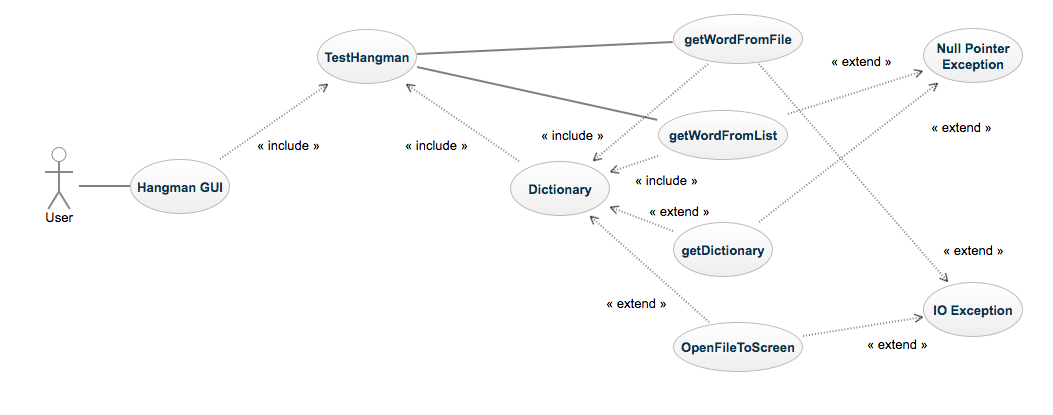 getWordFromFile
TestHangman
Null Pointer
Exception
« extend »
« extend »
getWordFromList
« include »
« include »
« include »
« include »
Hangman GUI
Dictionary
User
« extend »
getDictionary
« extend »
« extend »
IO Exception
OpenFileToScreen
« extend »